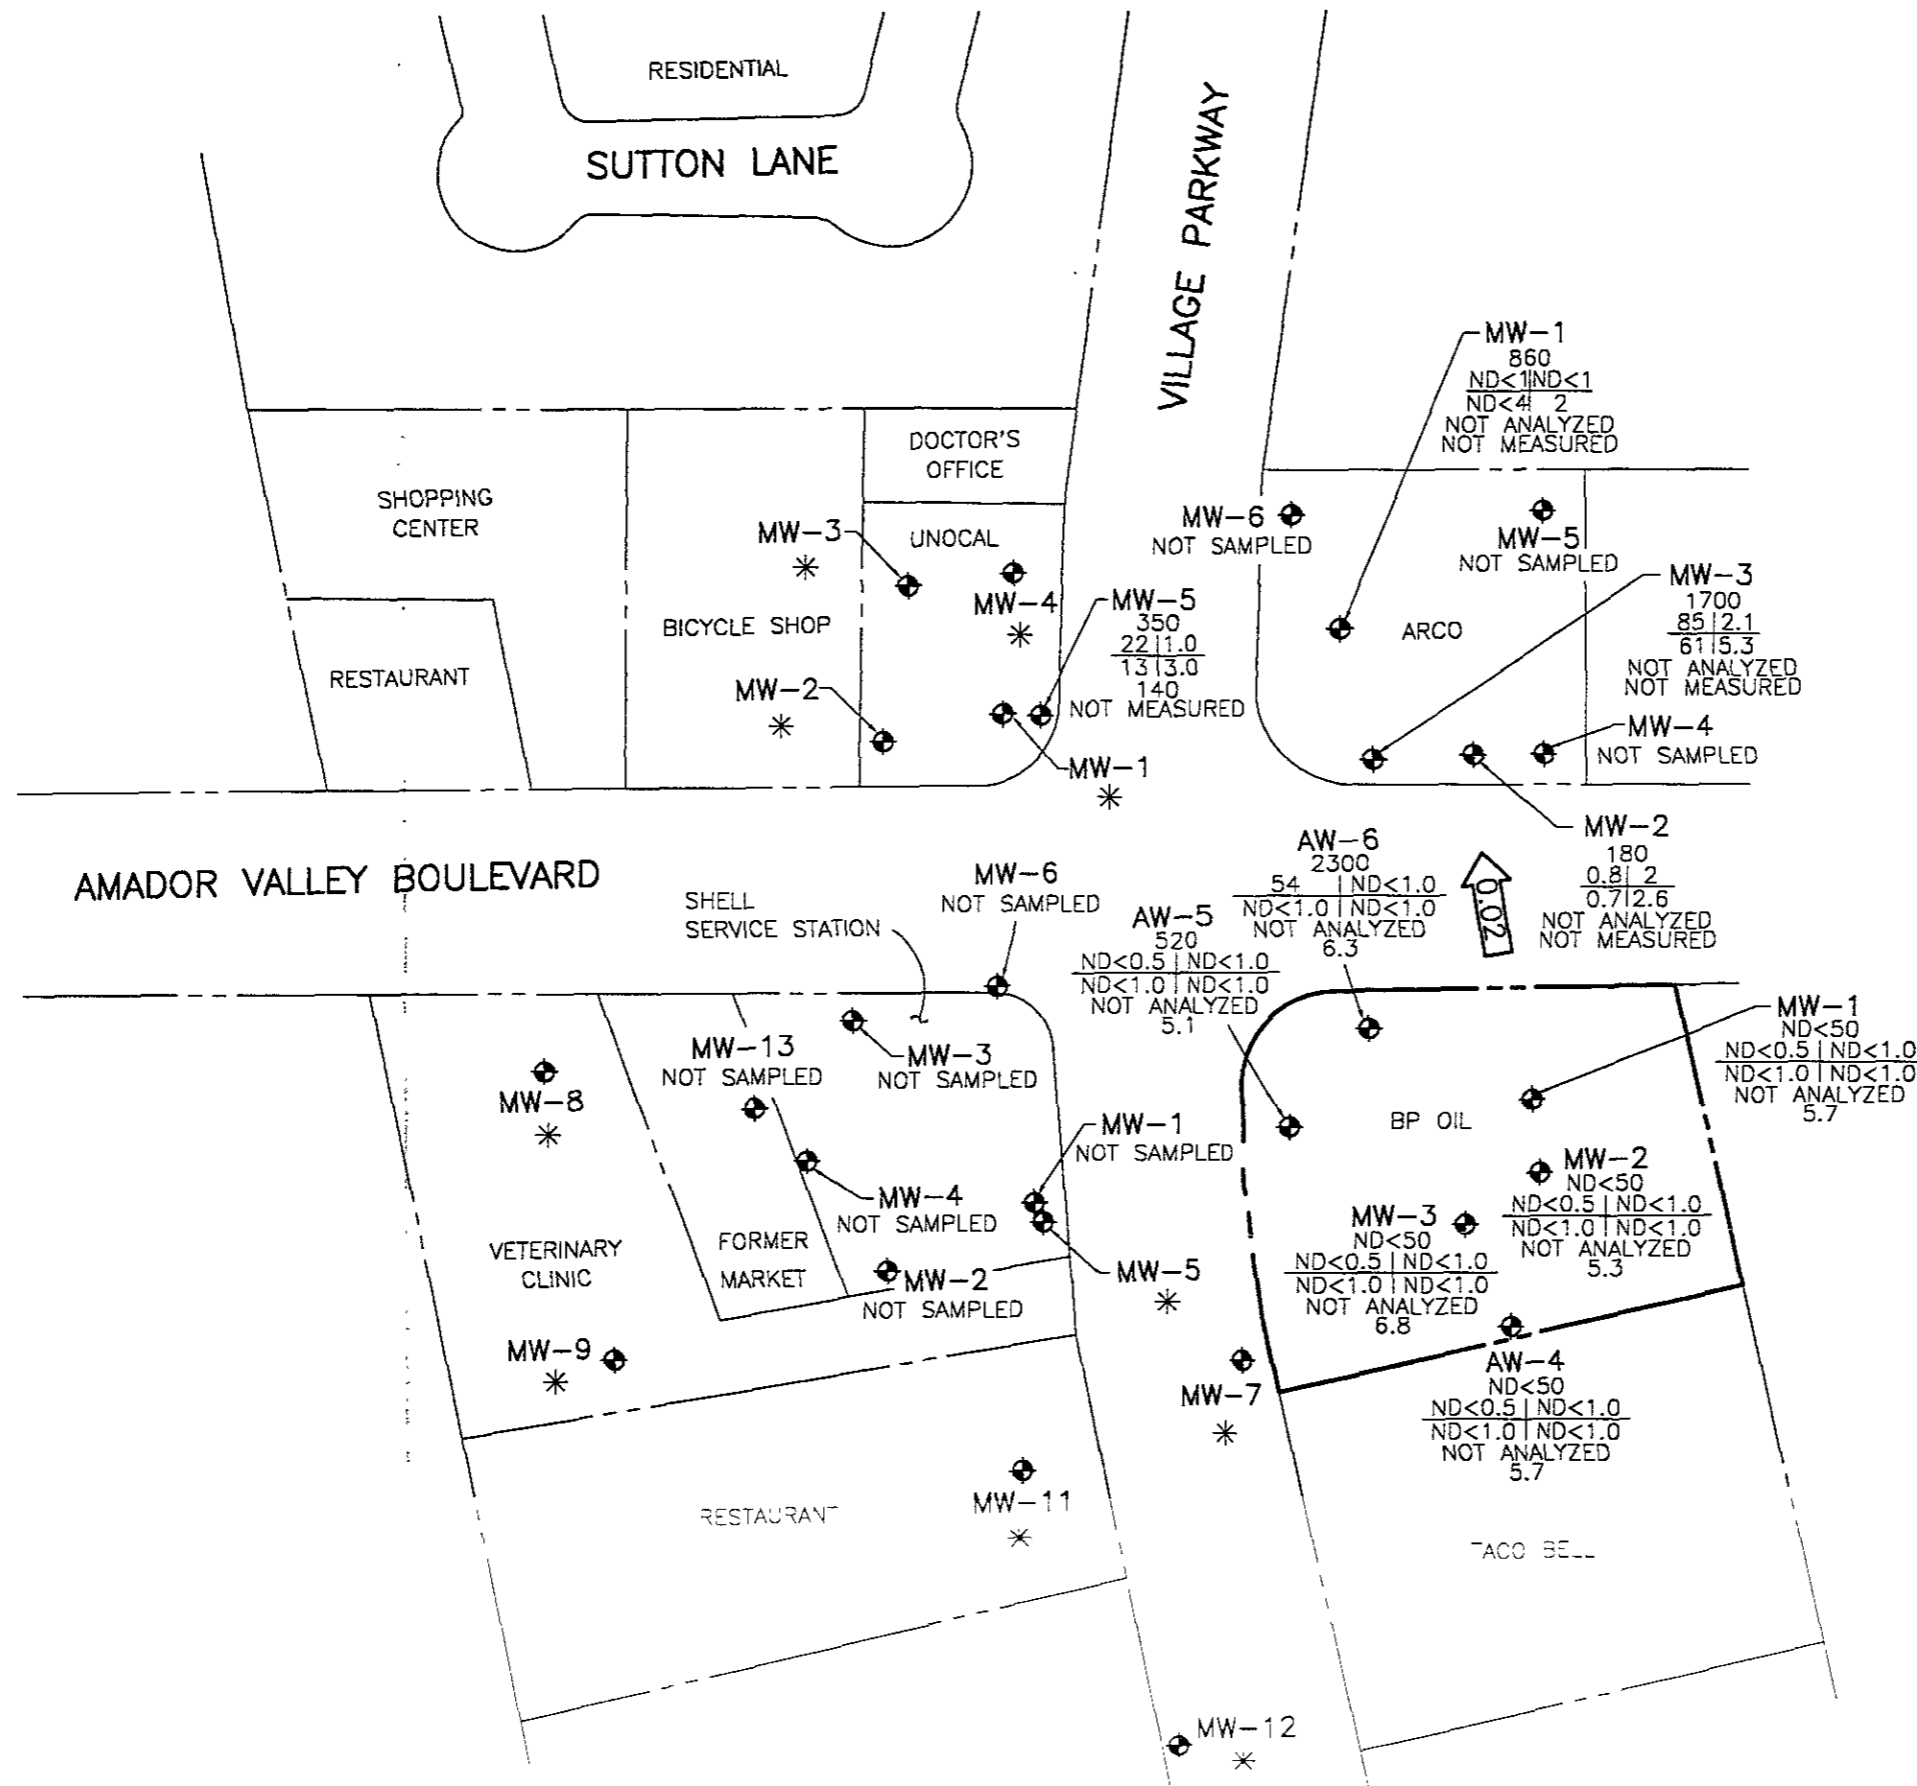 RESIDENTIAL
SUTTON LANE
VILLAGE PARKWAY
MW-1
860
ND<1|ND<1
ND<4| 2
NOT ANALYZED
NOT MEASURED
DOCTOR'S
OFFICE
SHOPPING
CENTER
MW-3
*
UNOCAL
MW-4
*
MW-6
NOT SAMPLED
MW-5
NOT SAMPLED
MW-3
1700
85|2.1
61|5.3
NOT ANALYZED
NOT MEASURED
MW-5
350
22|1.0
13|3.0
140
NOT MEASURED
ARCO
BICYCLE SHOP
RESTAURANT
MW-2
*
MW-4
NOT SAMPLED
MW-1
*
AMADOR VALLEY BOULEVARD
MW-2
180
0.8| 2
0.7|2.6
NOT ANALYZED
NOT MEASURED
0.02
AW-6
2300
54 | ND<1.0
ND<1.0 | ND<1.0
NOT ANALYZED
6.3
SHELL
SERVICE STATION
MW-6
NOT SAMPLED
AW-5
520
ND<0.5 | ND<1.0
ND<1.0 | ND<1.0
NOT ANALYZED
5.1
MW-1
ND<50
ND<0.5 | ND<1.0
ND<1.0 | ND<1.0
NOT ANALYZED
5.7
MW-13
NOT SAMPLED
MW-3
NOT SAMPLED
MW-8
*
MW-1
NOT SAMPLED
BP OIL
MW-2
ND<50
ND<0.5 | ND<1.0
ND<1.0 | ND<1.0
NOT ANALYZED
5.3
MW-4
NOT SAMPLED
MW-3
ND<50
ND<0.5 | ND<1.0
ND<1.0 | ND<1.0
NOT ANALYZED
6.8
VETERINARY
CLINIC
FORMER
MARKET
MW-2
NOT SAMPLED
MW-5
*
MW-9
*
MW-7
*
AW-4
ND<50
ND<0.5 | ND<1.0
ND<1.0 | ND<1.0
NOT ANALYZED
5.7
RESTAURANT
MW-11
*
TACO BELL
MW-12
*